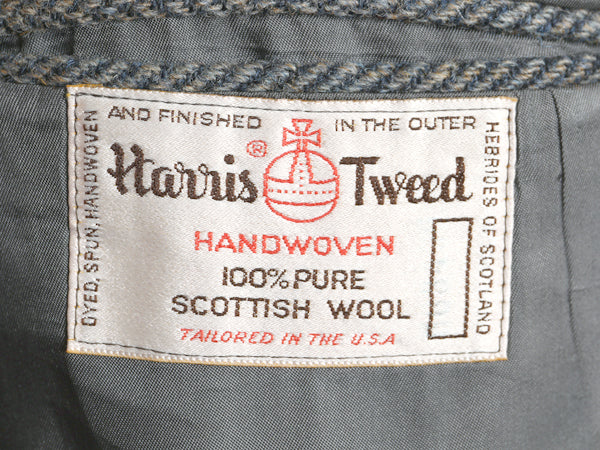 DYED, SPUN, HANDWOVEN
AND FINISHED
IN THE OUTER
HEBRIDES OF SCOTLAND
Harris® Tweed
HANDWOVEN
100% PURE
SCOTTISH WOOL
TAILORED IN THE U.S.A